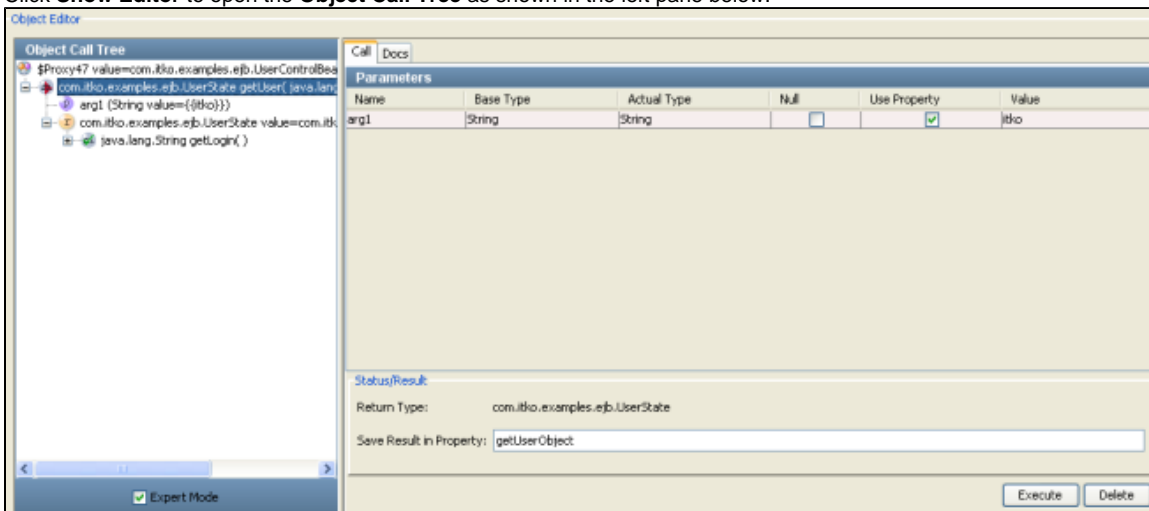 Click Show Editor to open the Object Call Tree as shown in the left pane below.
Object Editor
Object Call Tree
$Proxy47 value=com.itko.examples.ejb.UserControlBea
com.itko.examples.ejb.UserState getUser( java.lang
arg1 (String value={{itko}})
com.itko.examples.ejb.UserState value=com.itk
java.lang.String getLogin( )
Expert Mode
Call Docs
Parameters
Name Base Type Actual Type Null Use Property Value
arg1 String String itko
Status/Result
Return Type: com.itko.examples.ejb.UserState
Save Result in Property: getUserObject
Execute Delete